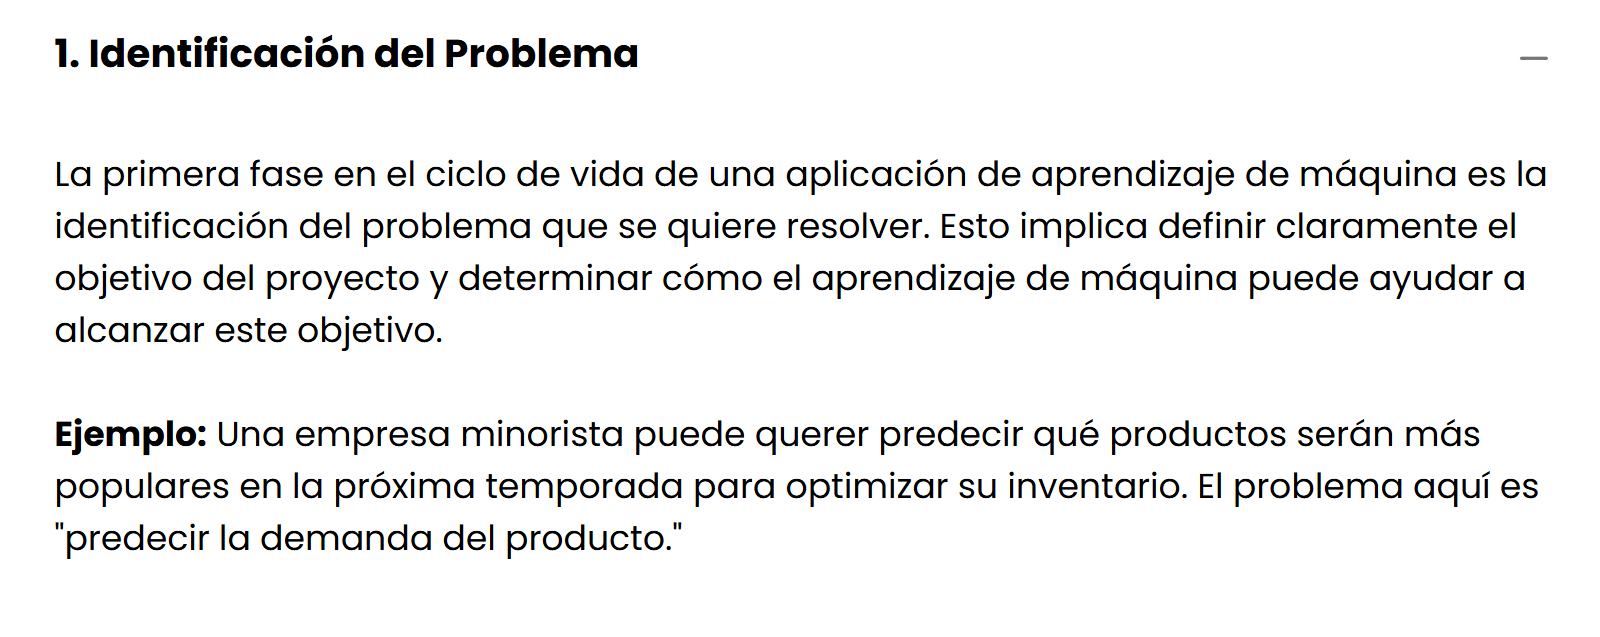 1. Identificación del Problema
La primera fase en el ciclo de vida de una aplicación de aprendizaje de máquina es la
identificación del problema que se quiere resolver. Esto implica definir claramente el
objetivo del proyecto y determinar cómo el aprendizaje de máquina puede ayudar a
alcanzar este objetivo.
Ejemplo: Una empresa minorista puede querer predecir qué productos serán más
populares en la próxima temporada para optimizar su inventario. El problema aquí es
"predecir la demanda del producto."